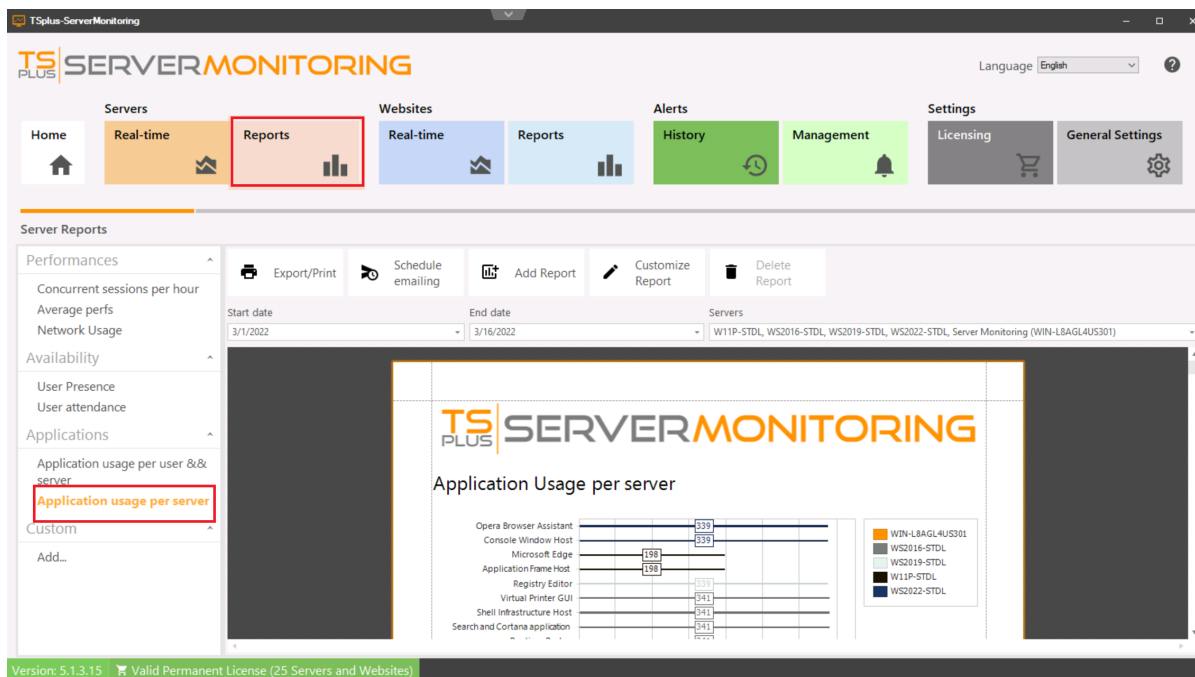 TSplus-ServerMonitoring
TS PLUS SERVERMONITORING
Language English
Servers
Websites
Alerts
Settings
Home
Real-time
Reports
Real-time
Reports
History
Management
Licensing
General Settings
Server Reports
Performances
Concurrent sessions per hour
Average perfs
Network Usage
Availability
User Presence
User attendance
Applications
Application usage per user &&
server
Application usage per server
Custom
Add...
Export/Print
Schedule
emailing
Add Report
Customize
Report
Delete
Report
Start date
End date
Servers
3/1/2022
3/16/2022
W11P-STDL, WS2016-STDL, WS2019-STDL, WS2022-STDL, Server Monitoring (WIN-L8AGL4US301)
TS PLUS SERVERMONITORING
Application Usage per server
Opera Browser Assistant 339
Console Window Host 339
Microsoft Edge 198
Application Frame Host 198
Registry Editor 339
Virtual Printer GUI 341
Shell Infrastructure Host 341
Search and Cortana application 341
WIN-L8AGL4US301
WS2016-STDL
WS2019-STDL
W11P-STDL
WS2022-STDL
Version: 5.1.3.15
Valid Permanent License (25 Servers and Websites)